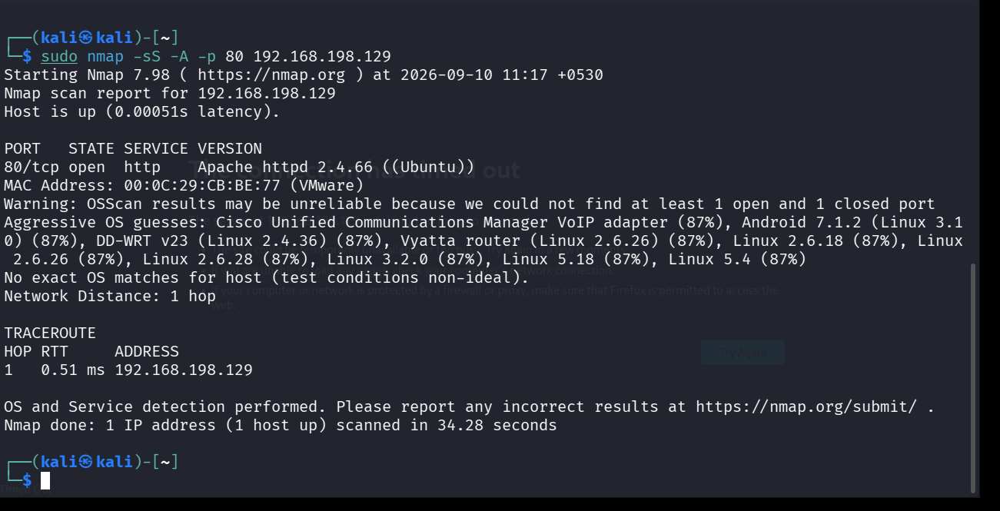 ┌──(kali㉿kali)-[~]
└─$ sudo nmap -sS -A -p 80 192.168.198.129
Starting Nmap 7.98 ( https://nmap.org ) at 2026-09-10 11:17 +0530
Nmap scan report for 192.168.198.129
Host is up (0.00051s latency).
PORT   STATE SERVICE VERSION
80/tcp open  http    Apache httpd 2.4.66 ((Ubuntu))
The connection has timed out
MAC Address: 00:0C:29:CB:BE:77 (VMware)
Warning: OSScan results may be unreliable because we could not find at least 1 open and 1 closed port
Aggressive OS guesses: Cisco Unified Communications Manager VoIP adapter (87%), Android 7.1.2 (Linux 3.1
0) (87%), DD-WRT v23 (Linux 2.4.36) (87%), Vyatta router (Linux 2.6.26) (87%), Linux 2.6.18 (87%), Linux
 2.6.26 (87%), Linux 2.6.28 (87%), Linux 3.2.0 (87%), Linux 5.18 (87%), Linux 5.4 (87%)
No exact OS matches for host (test conditions non-ideal).
If your computer or network is protected by a firewall or proxy, make sure that Firefox is permitted to access the
web.
Network Distance: 1 hop
TRACEROUTE
HOP RTT     ADDRESS
Try Again
1   0.51 ms 192.168.198.129
OS and Service detection performed. Please report any incorrect results at https://nmap.org/submit/ .
Nmap done: 1 IP address (1 host up) scanned in 34.28 seconds
┌──(kali㉿kali)-[~]
└─$